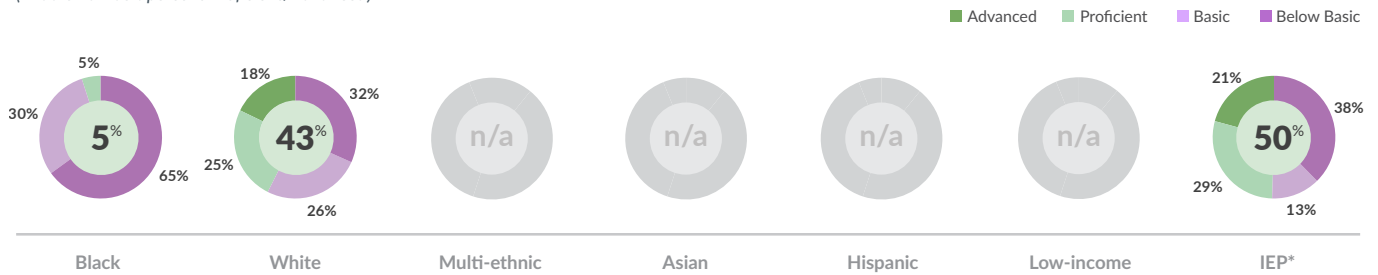 Advanced Proficient Basic Below Basic
5%
30%
5%
65%
18%
32%
43%
25%
26%
n/a
n/a
n/a
n/a
21%
38%
50%
29%
13%
Black White Multi-ethnic Asian Hispanic Low-income IEP*